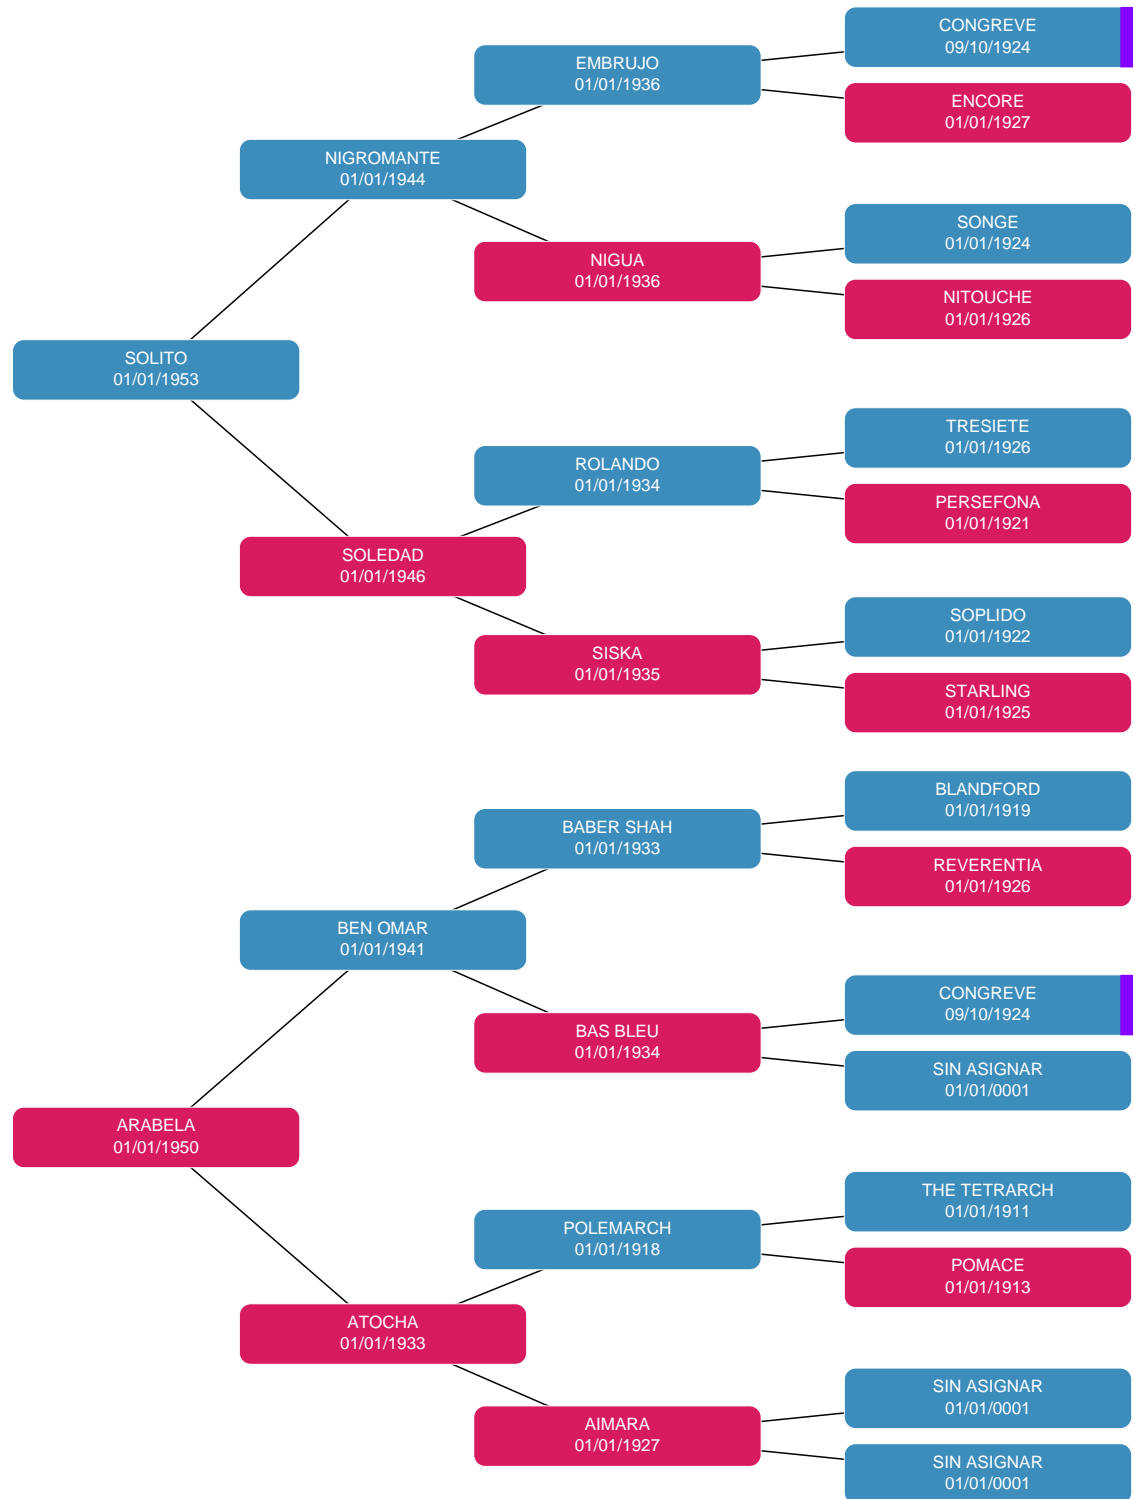 CONGREVE
09/10/1924
EMBRUJO
01/01/1936
ENCORE
01/01/1927
NIGROMANTE
01/01/1944
SONGE
01/01/1924
NIGUA
01/01/1936
NITOUCHE
01/01/1926
SOLITO
01/01/1953
TRESIETE
01/01/1926
ROLANDO
01/01/1934
PERSEFONA
01/01/1921
SOLEDAD
01/01/1946
SOPLIDO
01/01/1922
SISKA
01/01/1935
STARLING
01/01/1925
BLANDFORD
01/01/1919
BABER SHAH
01/01/1933
REVERENTIA
01/01/1926
BEN OMAR
01/01/1941
CONGREVE
09/10/1924
BAS BLEU
01/01/1934
SIN ASIGNAR
01/01/0001
ARABELA
01/01/1950
THE TETRARCH
01/01/1911
POLEMARCH
01/01/1918
POMACE
01/01/1913
ATOCHA
01/01/1933
SIN ASIGNAR
01/01/0001
AIMARA
01/01/1927
SIN ASIGNAR
01/01/0001